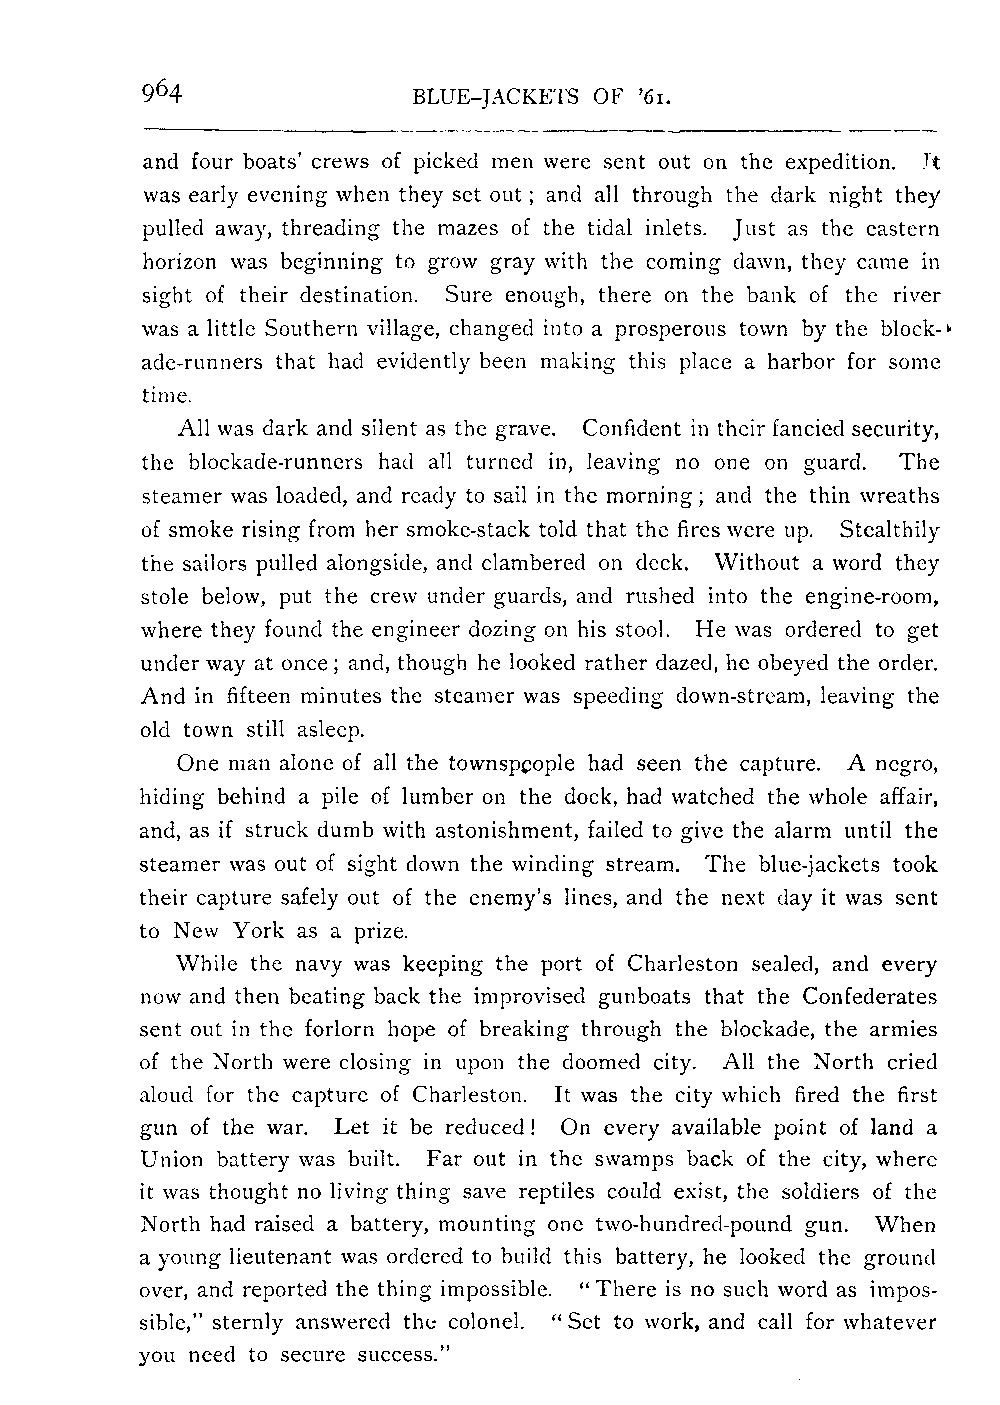 964 BLUE-JACKETS OF ’61.
and four boats’ crews of picked men were sent out on the expedition. It
was early evening when they set out ; and all through the dark night they
pulled away, threading the mazes of the tidal inlets. Just as the eastern
horizon was beginning to grow gray with the coming dawn, they came in
sight of their destination. Sure enough, there on the bank of the river
was a little Southern village, changed into a prosperous town by the block-
ade-runners that had evidently been making this place a harbor for some
time.
All was dark and silent as the grave. Confident in their fancied security,
the blockade-runners had all turned in, leaving no one on guard. The
steamer was loaded, and ready to sail in the morning ; and the thin wreaths
of smoke rising from her smoke-stack told that the fires were up. Stealthily
the sailors pulled alongside, and clambered on deck. Without a word they
stole below, put the crew under guards, and rushed into the engine-room,
where they found the engineer dozing on his stool. He was ordered to get
under way at once ; and, though he looked rather dazed, he obeyed the order.
And in fifteen minutes the steamer was speeding down-stream, leaving the
old town still asleep.
One man alone of all the townspeople had seen the capture. A negro,
hiding behind a pile of lumber on the dock, had watched the whole affair,
and, as if struck dumb with astonishment, failed to give the alarm until the
steamer was out of sight down the winding stream. The blue-jackets took
their capture safely out of the enemy’s lines, and the next day it was sent
to New York as a prize.
While the navy was keeping the port of Charleston sealed, and every
now and then beating back the improvised gunboats that the Confederates
sent out in the forlorn hope of breaking through the blockade, the armies
of the North were closing in upon the doomed city. All the North cried
aloud for the capture of Charleston. It was the city which fired the first
gun of the war. Let it be reduced ! On every available point of land a
Union battery was built. Far out in the swamps back of the city, where
it was thought no living thing save reptiles could exist, the soldiers of the
North had raised a battery, mounting one two-hundred-pound gun. When
a young lieutenant was ordered to build this battery, he looked the ground
over, and reported the thing impossible. “ There is no such word as impos-
sible,” sternly answered the colonel. “ Set to work, and call for whatever
you need to secure success.”